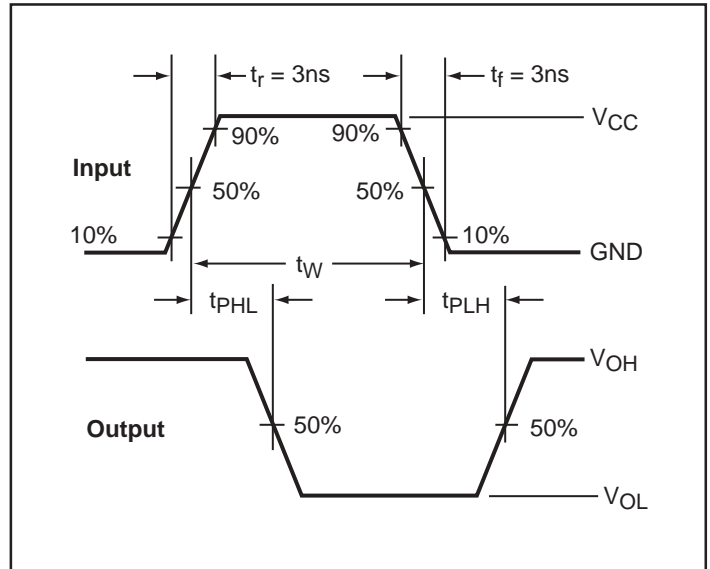 tr = 3ns
tf = 3ns
VCC
90%
90%
Input
50%
50%
10%
10%
GND
tW
tPHL
tPLH
VOH
Output
50%
50%
VOL